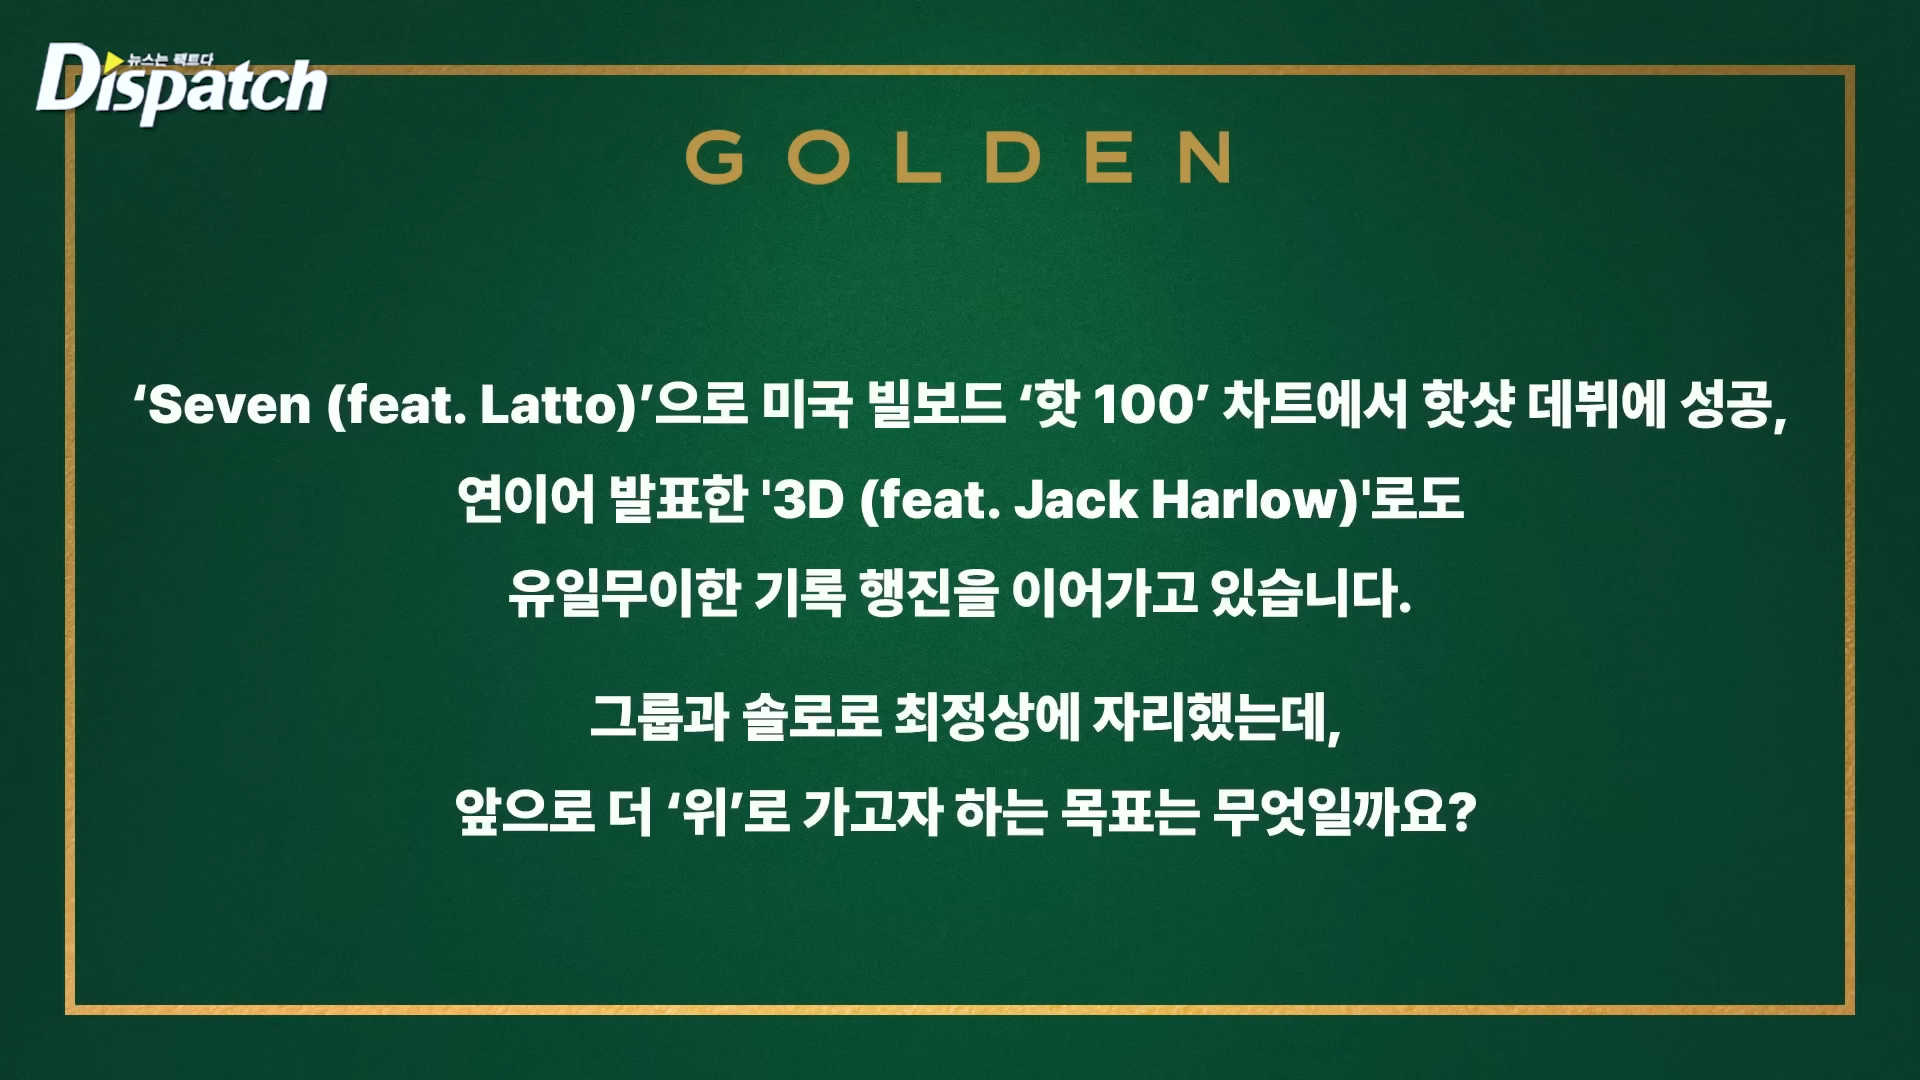 뉴스는 팩트다
Dispatch
GOLDEN
‘Seven (feat. Latto)’으로 미국 빌보드 ‘핫 100’ 차트에서 핫샷 데뷔에 성공,
연이어 발표한 '3D (feat. Jack Harlow)'로도
유일무이한 기록 행진을 이어가고 있습니다.
그룹과 솔로로 최정상에 자리했는데,
앞으로 더 ‘위’로 가고자 하는 목표는 무엇일까요?